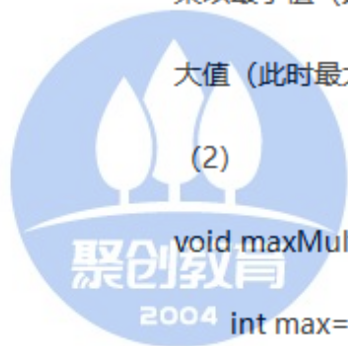 大值（此时最
（2）
void maxMul
聚创教育
2004
int max=